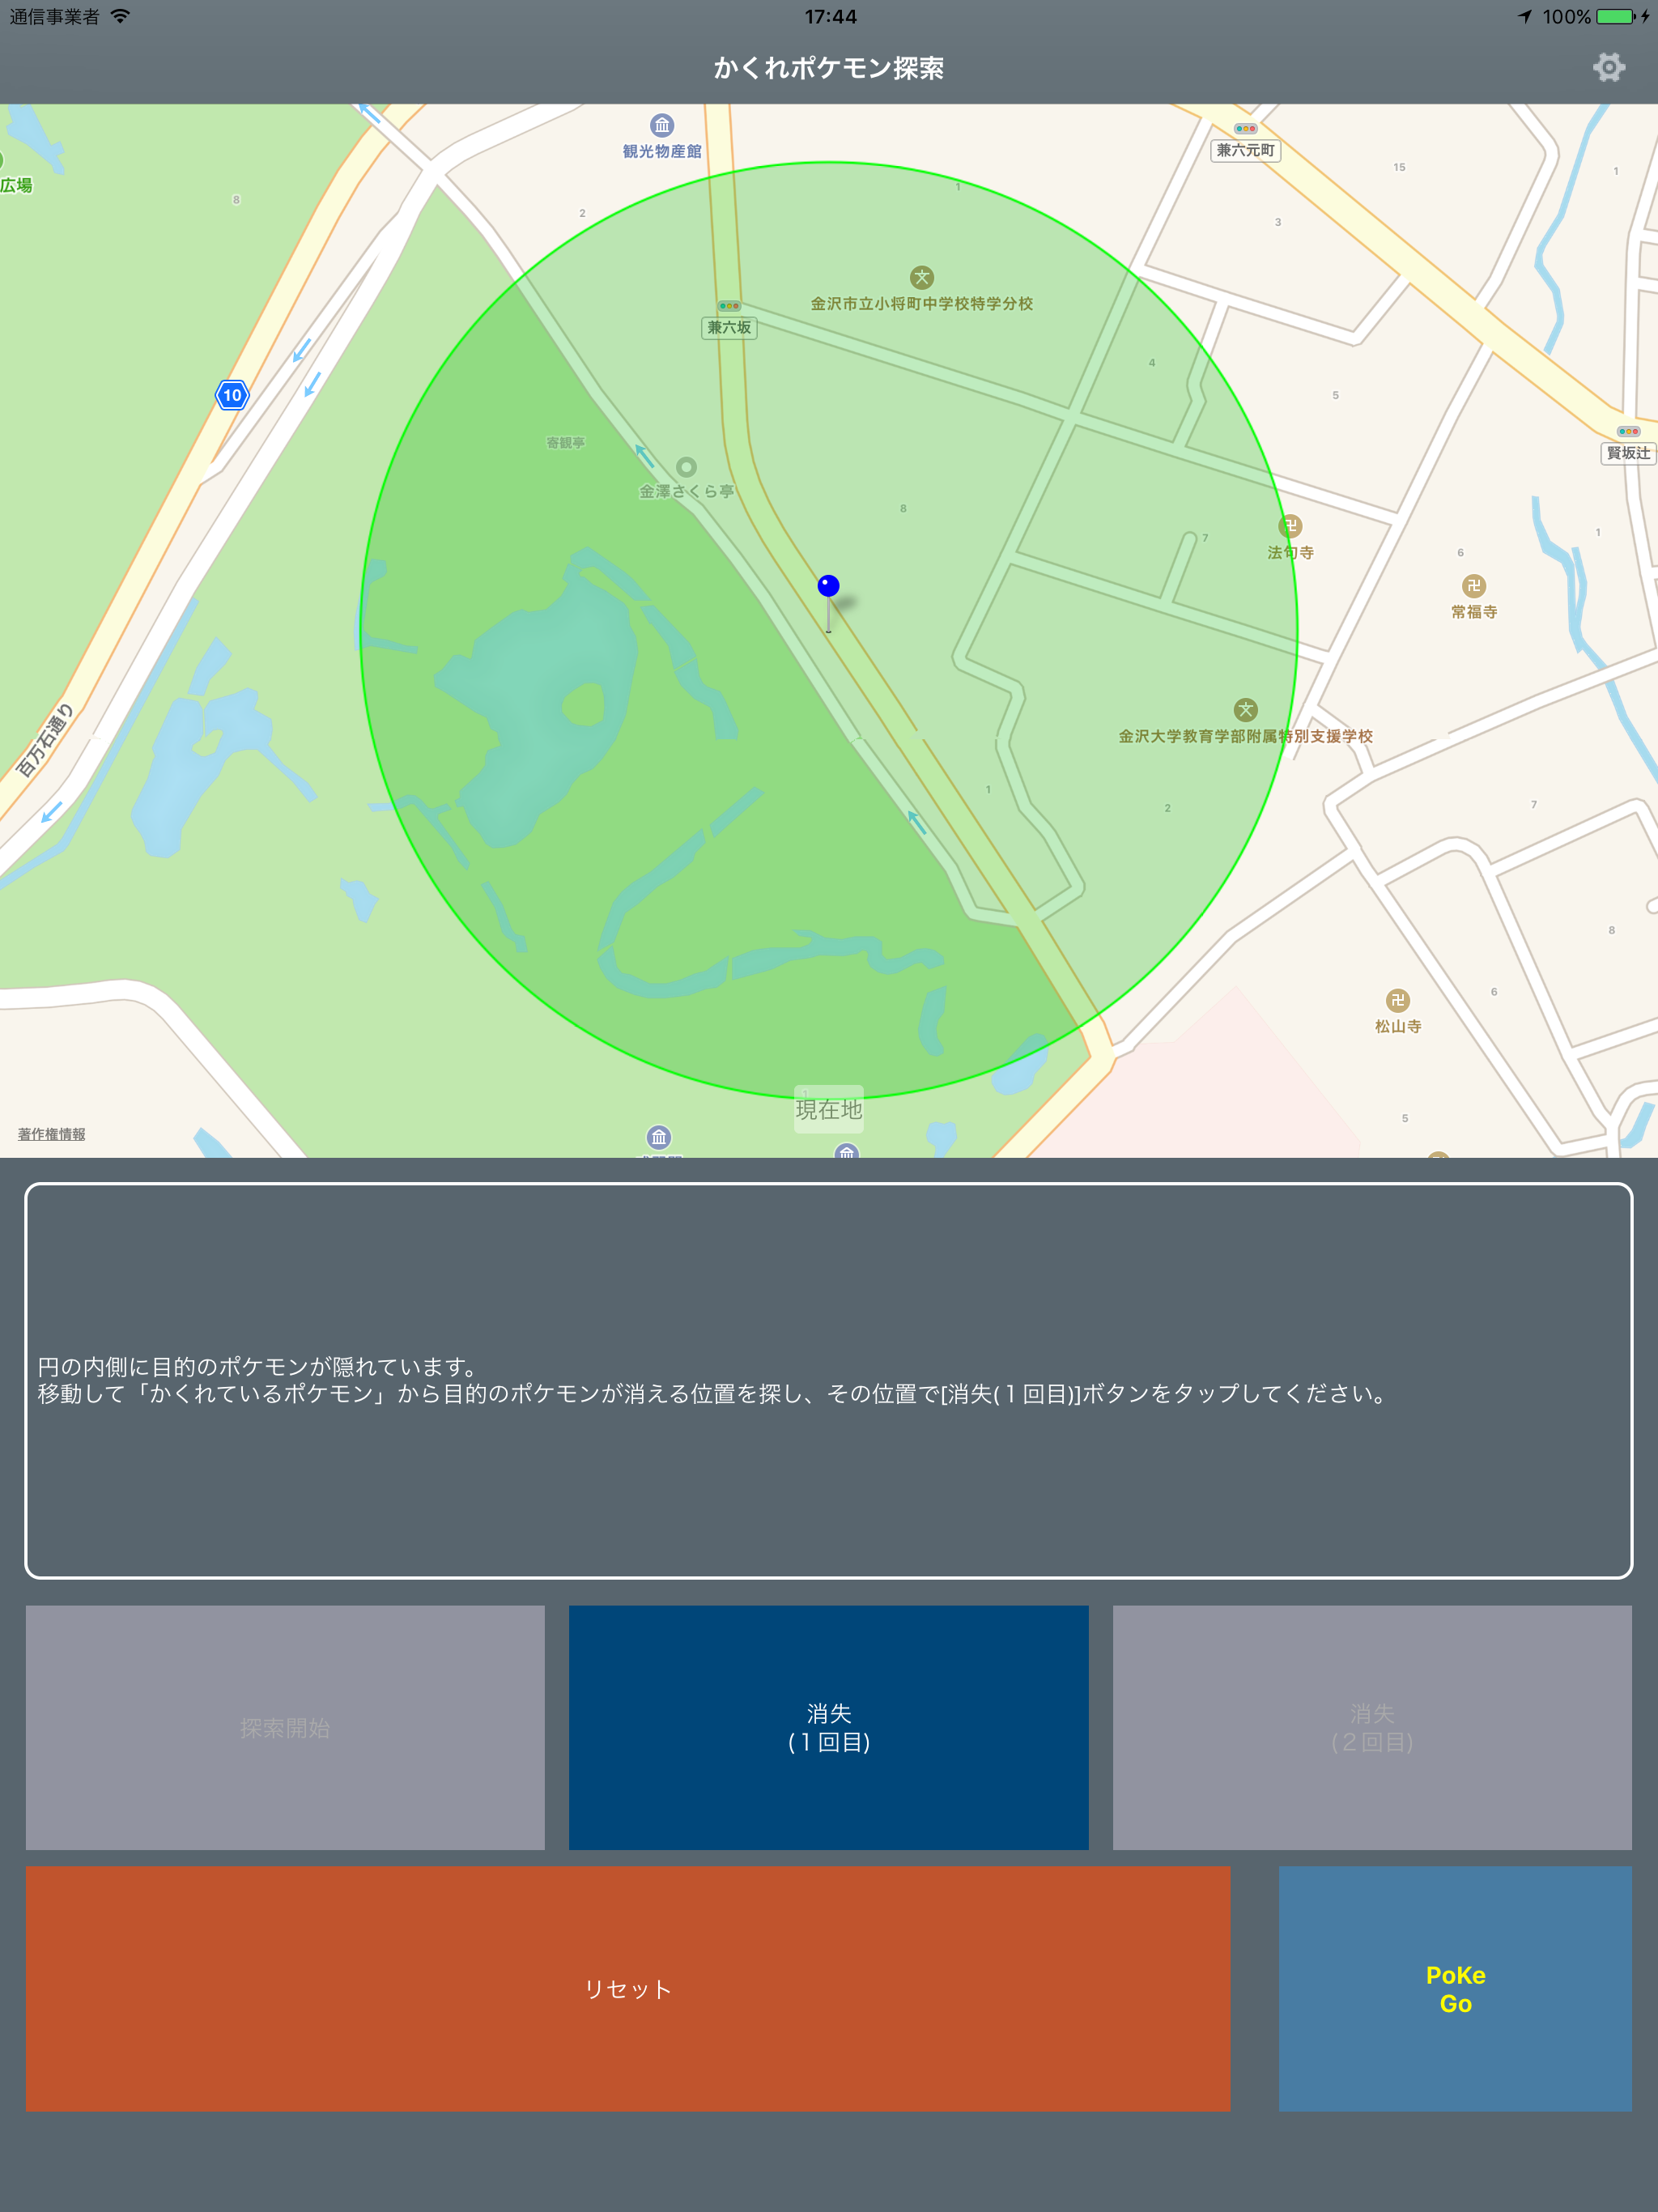 通信事業者
17:44
100%
かくれポケモン探索
観光物産館
兼六元町
広場
15
1
8
2
1
3
金沢市立小将町中学校特学分校
兼六坂
4
10
5
寄観亭
賢坂辻
金澤さくら亭
8
7
法句寺
6
1
常福寺
百万石通り
金沢大学教育学部附属特別支援学校
1
2
7
8
6
松山寺
現在地
5
著作権情報
円の内側に目的のポケモンが隠れています。
移動して「かくれているポケモン」から目的のポケモンが消える位置を探し、その位置で[消失(１回目)]ボタンをタップしてください。
探索開始
消失
(１回目)
消失
(２回目)
リセット
PoKe
Go